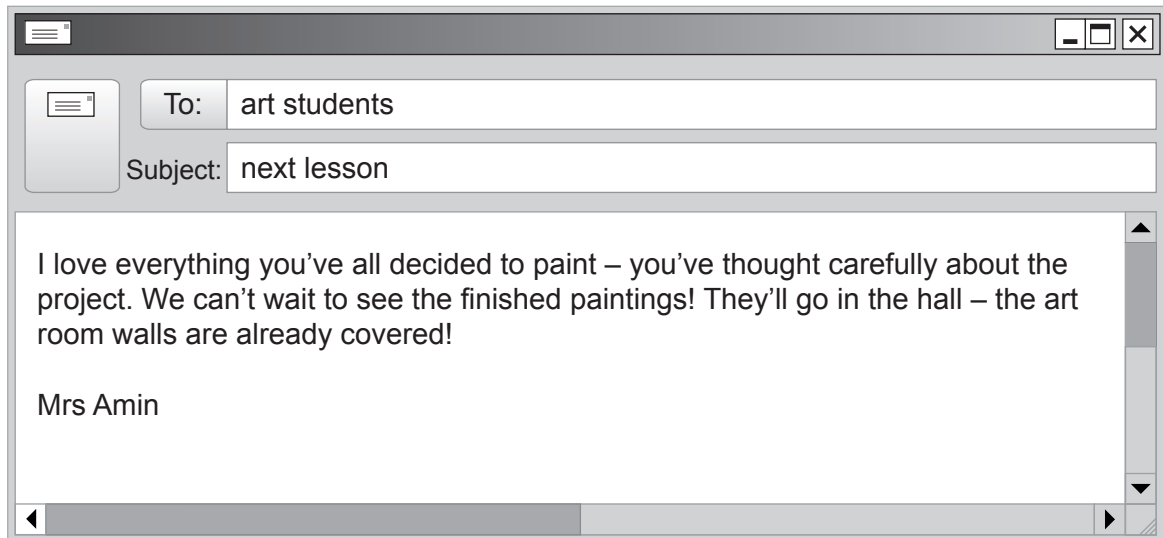 To: art students
Subject: next lesson
I love everything you’ve all decided to paint – you’ve thought carefully about the
project. We can’t wait to see the finished paintings! They’ll go in the hall – the art
room walls are already covered!
Mrs Amin